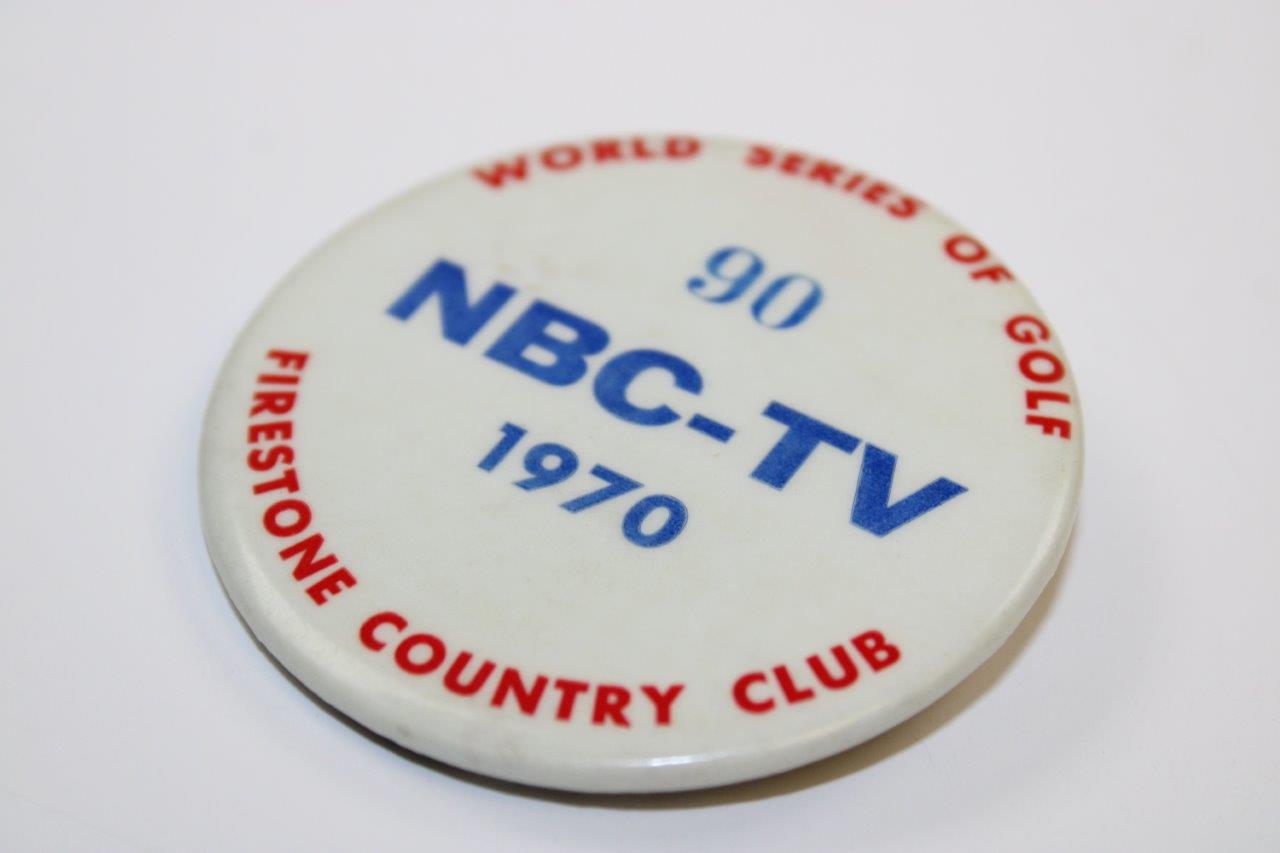 WORLD SERIES OF GOLF
90
NBC-TV
1970
FIRESTONE COUNTRY CLUB